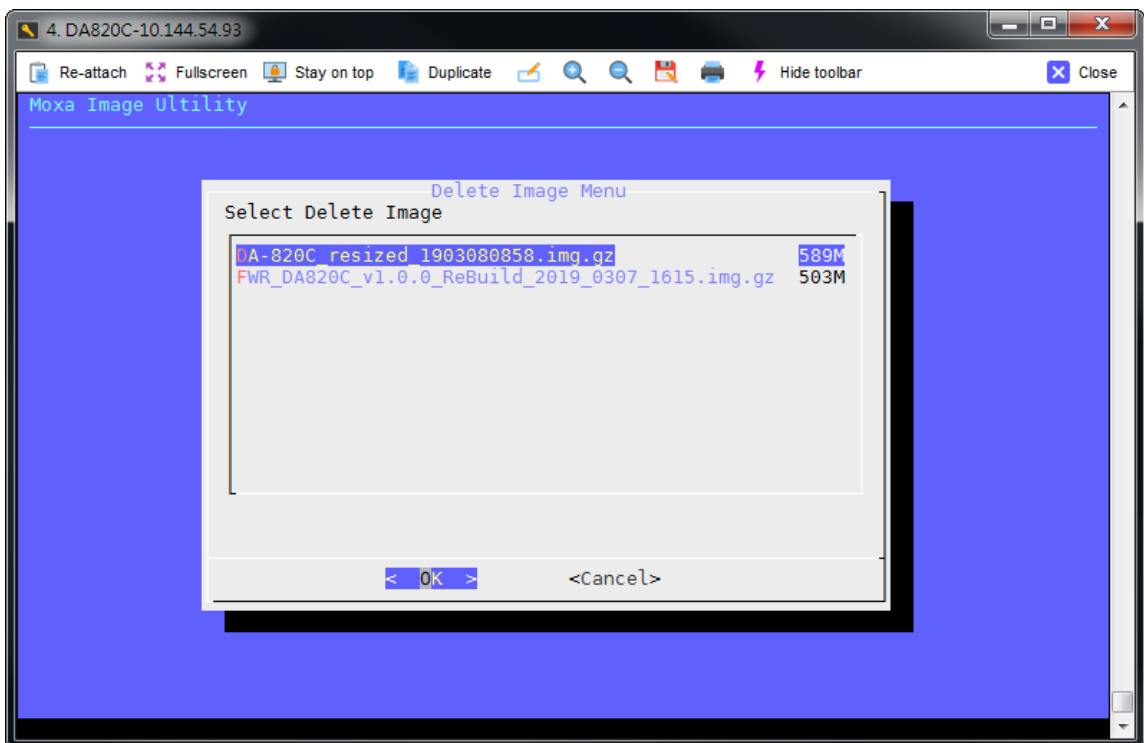 4. DA820C-10.144.54.93
Re-attach Fullscreen Stay on top Duplicate Hide toolbar Close
Moxa Image Ultility
Delete Image Menu
Select Delete Image
DA-820C_resized_1903080858.img.gz 589M
FWR_DA820C_v1.0.0_ReBuild_2019_0307_1615.img.gz 503M
< OK > <Cancel>